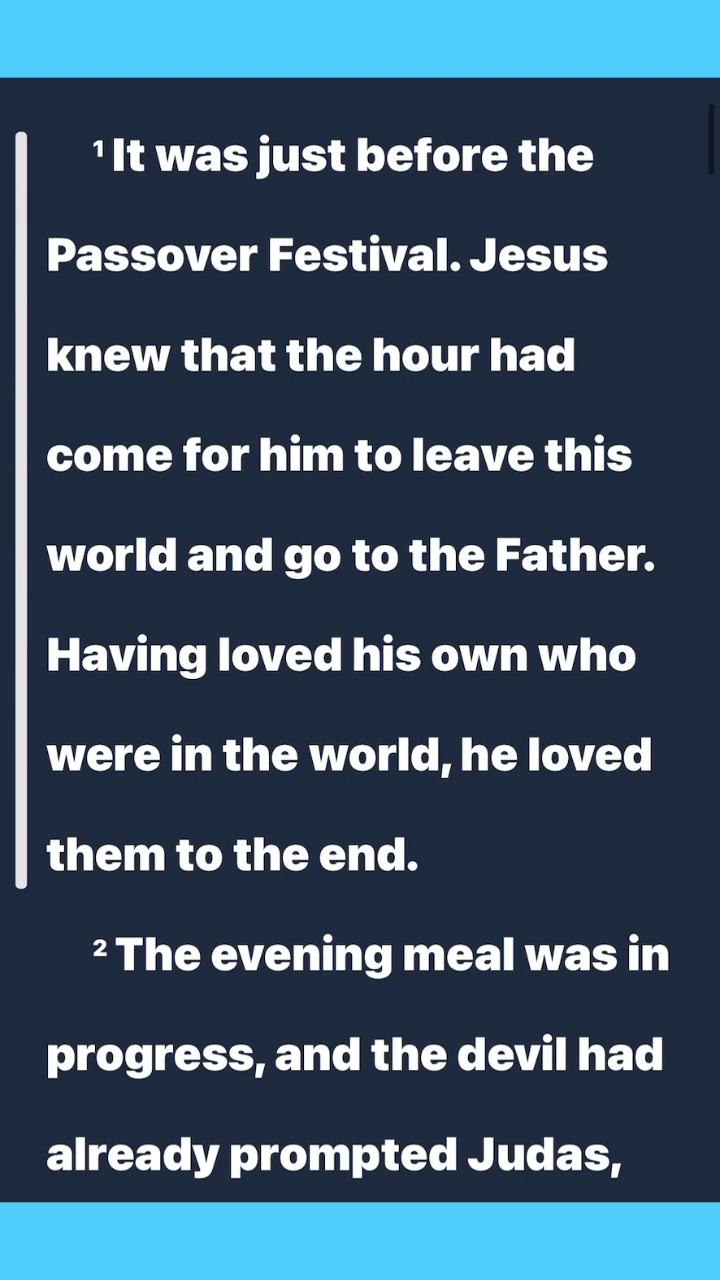 ¹ It was just before the
Passover Festival. Jesus
knew that the hour had
come for him to leave this
world and go to the Father.
Having loved his own who
were in the world, he loved
them to the end.
² The evening meal was in
progress, and the devil had
already prompted Judas,